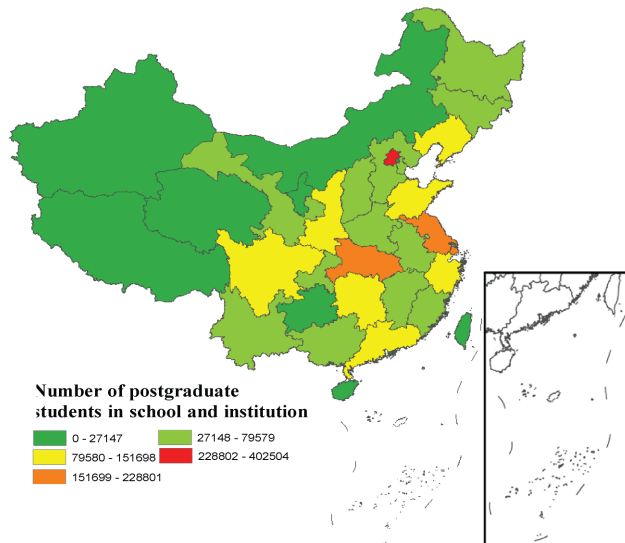 Number of postgraduate
students in school and institution
0 - 27147
27148 - 79579
79580 - 151698
228802 - 402504
151699 - 228801